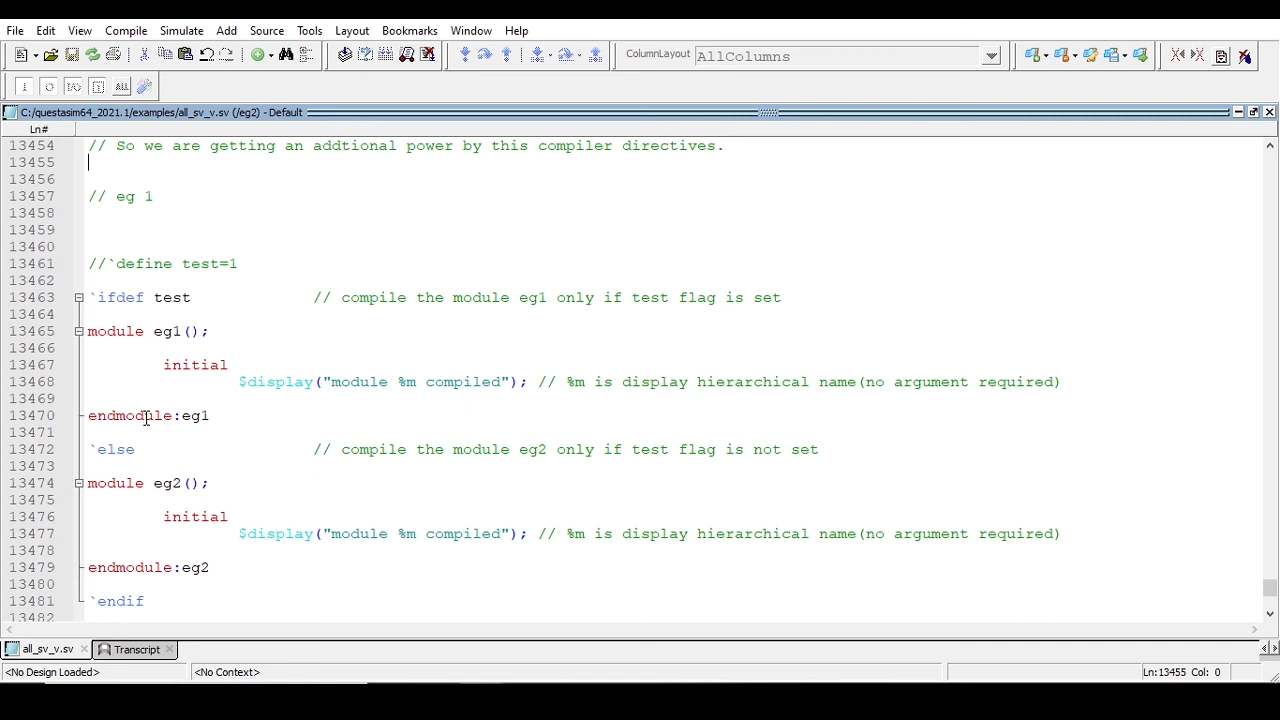 File Edit View Compile Simulate Add Source Tools Layout Bookmarks Window Help
ColumnLayout AllColumns
C:/questasim64_2021.1/examples/all_sv_v.sv (/eg2) - Default
Ln#
13454 // So we are getting an addtional power by this compiler directives.
13455
13456
13457 // eg 1
13458
13459
13460
13461 //`define test=1
13462
13463 `ifdef test // compile the module eg1 only if test flag is set
13464
13465 module eg1();
13466
13467 initial
13468 $display("module %m compiled"); // %m is display hierarchical name(no argument required)
13469
13470 endmodule:eg1
13471
13472 `else // compile the module eg2 only if test flag is not set
13473
13474 module eg2();
13475
13476 initial
13477 $display("module %m compiled"); // %m is display hierarchical name(no argument required)
13478
13479 endmodule:eg2
13480
13481 `endif
13482
all_sv_v.sv Transcript
<No Design Loaded> <No Context> Ln:13455 Col: 0